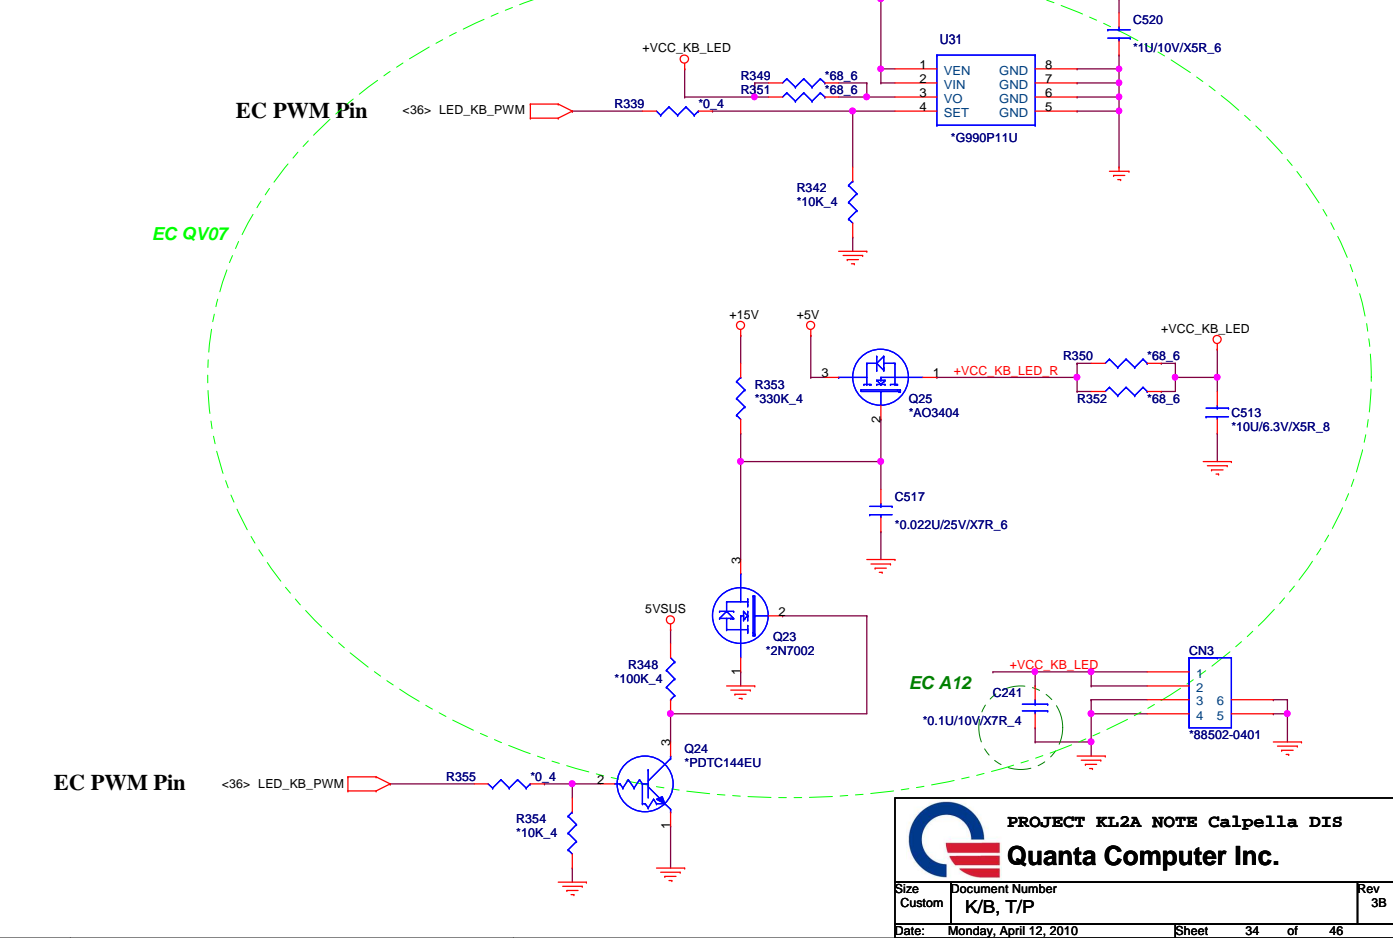 C520
*1U/10V/X5R_6
U31
+VCC_KB_LED
1 VEN GND 8
2 VIN GND 7
3 VO GND 6
4 SET GND 5
*G990P11U
R349 *68_6
R351 *68_6
EC PWM Pin <36> LED_KB_PWM R339 *0_4
R342
*10K_4
EC QV07
+15V
+5V
+VCC_KB_LED
R353
*330K_4
3
1
2
Q25
*AO3404
+VCC_KB_LED_R
R350 *68_6
R352 *68_6
C513
*10U/6.3V/X5R_8
C517
*0.022U/25V/X7R_6
3
2
1
Q23
*2N7002
5VSUS
R348
*100K_4
3
Q24
*PDTC144EU
2
1
EC PWM Pin <36> LED_KB_PWM R355 *0_4
R354
*10K_4
EC A12
+VCC_KB_LED
C241
*0.1U/10V/X7R_4
CN3
1
2
3 6
4 5
*88502-0401
PROJECT KL2A NOTE Calpella DIS
Quanta Computer Inc.
Size Document Number Rev
Custom K/B, T/P 3B
Date: Monday, April 12, 2010 Sheet 34 of 46